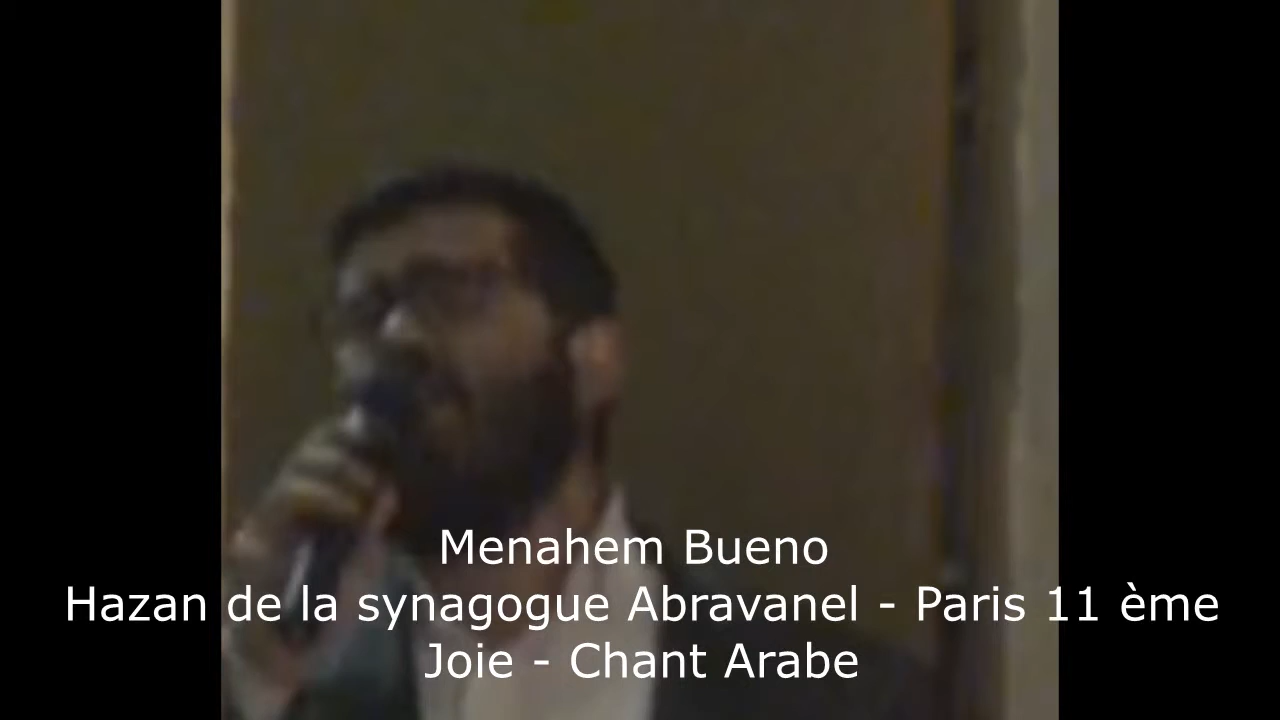 Menahem Bueno
Hazan de la synagogue Abravanel - Paris 11 ème
Joie - Chant Arabe